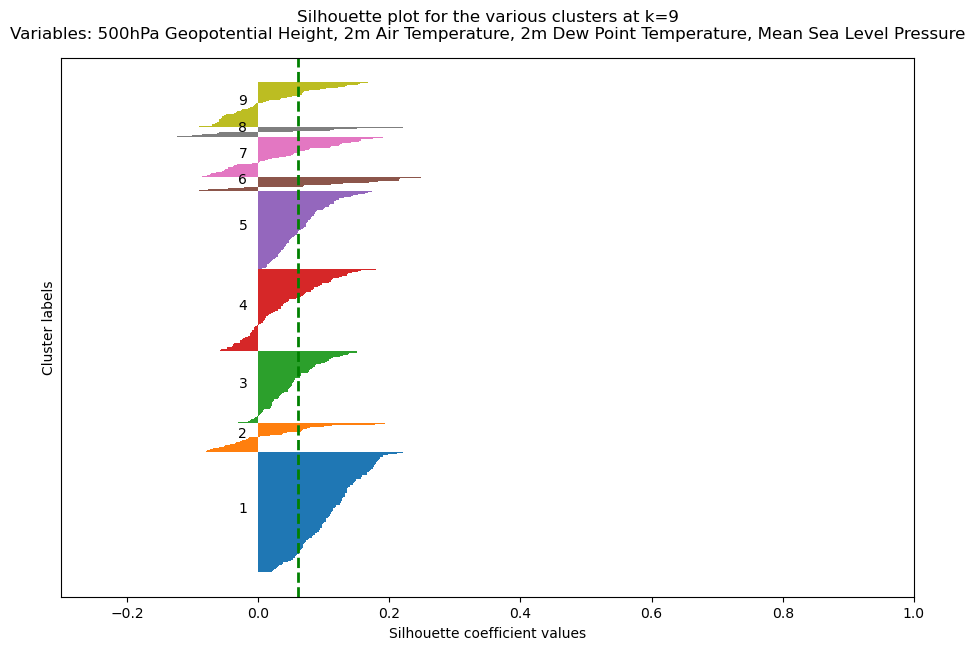 Silhouette plot for the various clusters at k=9
Variables: 500hPa Geopotential Height, 2m Air Temperature, 2m Dew Point Temperature, Mean Sea Level Pressure
Cluster labels
9
8
7
6
5
4
3
2
1
−0.2 0.0 0.2 0.4 0.6 0.8 1.0
Silhouette coefficient values